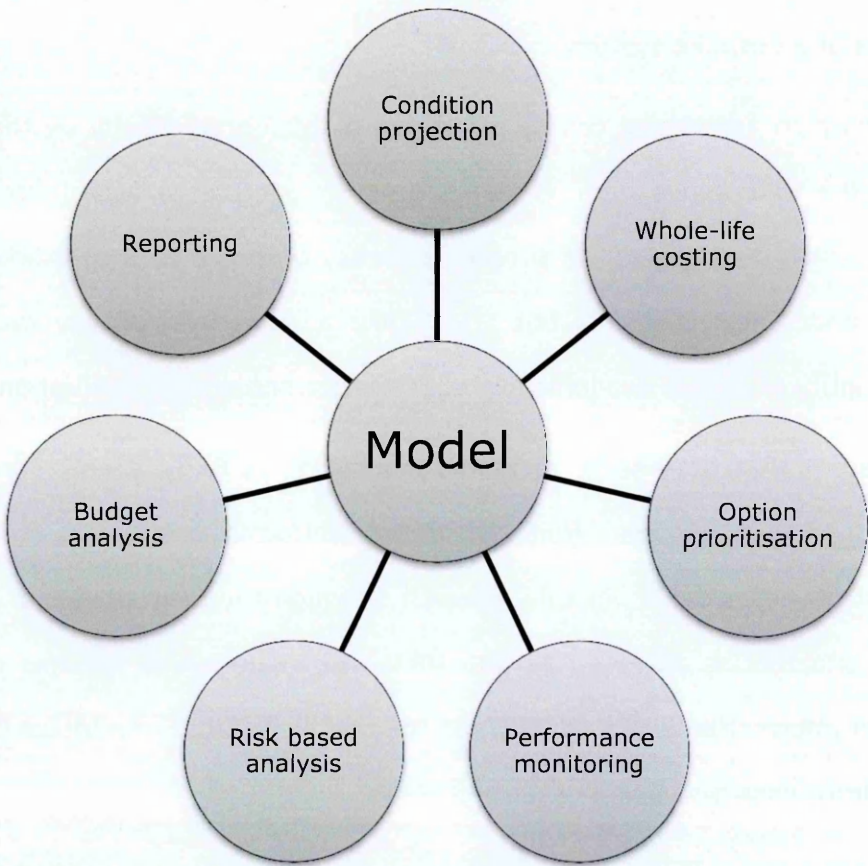 Condition
projection
Whole-life
costing
Option
prioritisation
Performance
monitoring
Risk based
analysis
Budget
analysis
Reporting
Model